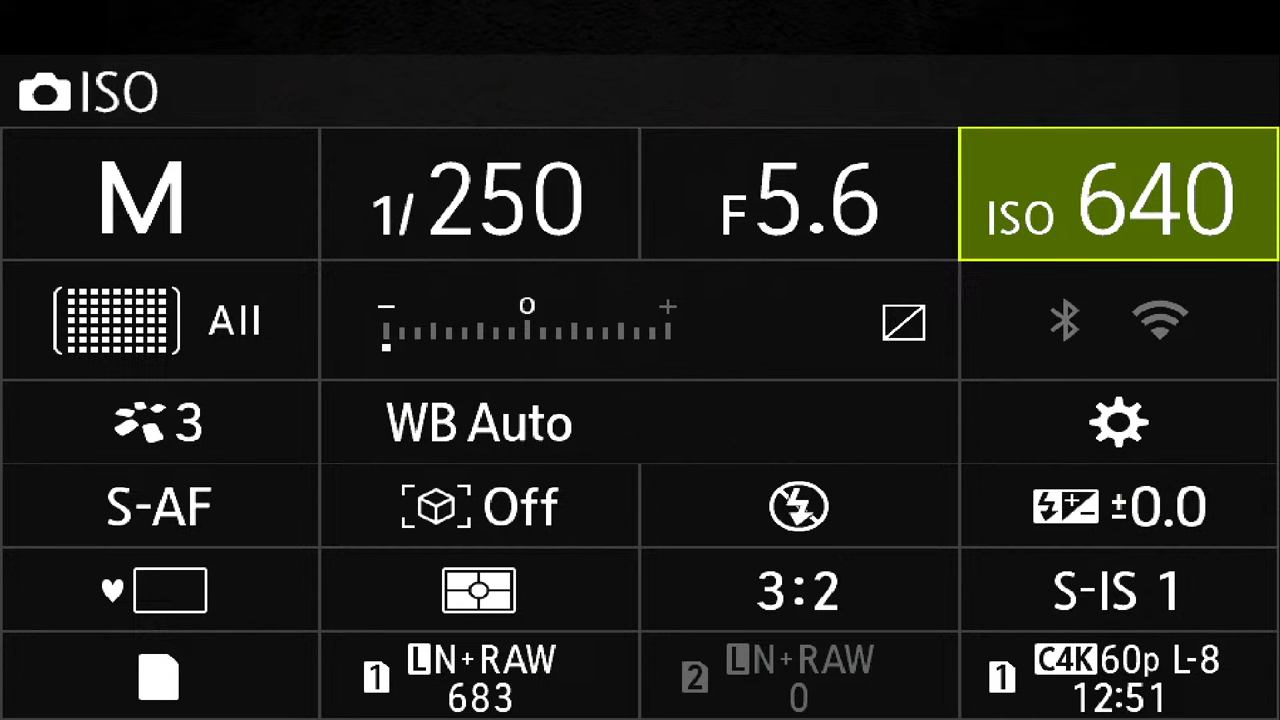 ISO
M 1/250 F5.6 ISO 640
All − 0 +
3 WB Auto
S-AF Off ±0.0
3:2 S-IS 1
1 LN+RAW 2 LN+RAW 1 C4K 60p L-8
683 0 12:51